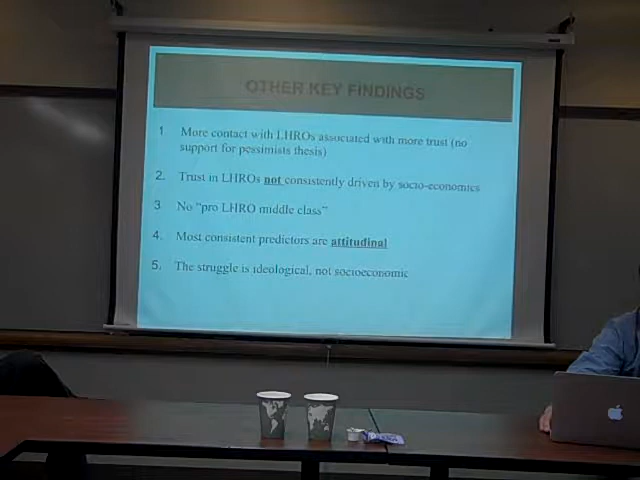 OTHER KEY FINDINGS
1 More contact with LHROs associated with more trust (no
support for pessimists thesis)
2. Trust in LHROs not consistently driven by socio-economics
3 No "pro LHRO middle class"
4. Most consistent predictors are attitudinal
5. The struggle is ideological, not socioeconomic